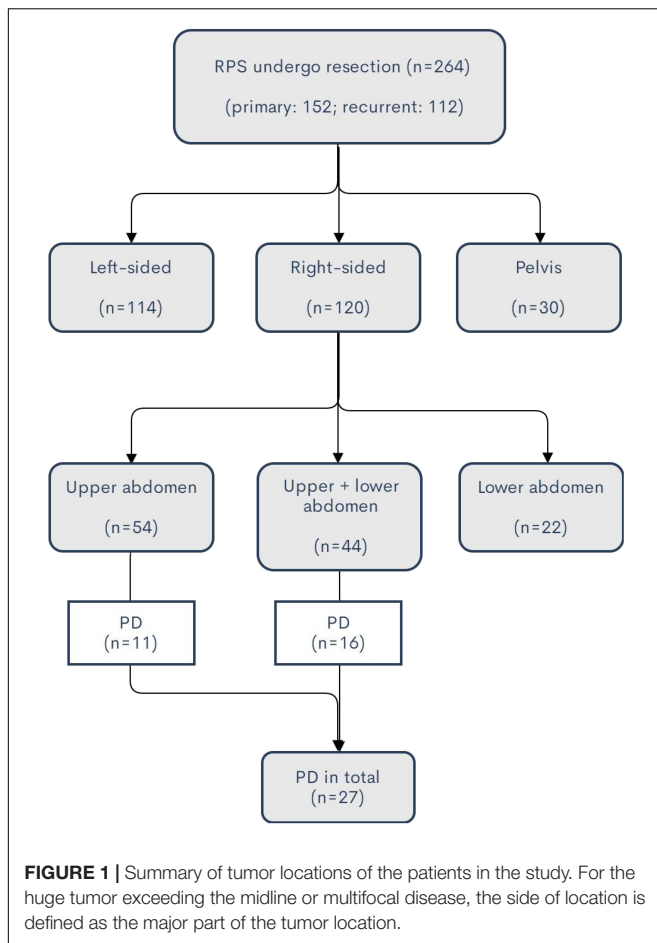 RPS undergo resection (n=264)
(primary: 152; recurrent: 112)
Left-sided
(n=114)
Right-sided
(n=120)
Pelvis
(n=30)
Upper abdomen
(n=54)
Upper + lower
abdomen
(n=44)
Lower abdomen
(n=22)
PD
(n=11)
PD
(n=16)
PD in total
(n=27)
FIGURE 1 | Summary of tumor locations of the patients in the study. For the
huge tumor exceeding the midline or multifocal disease, the side of location is
defined as the major part of the tumor location.